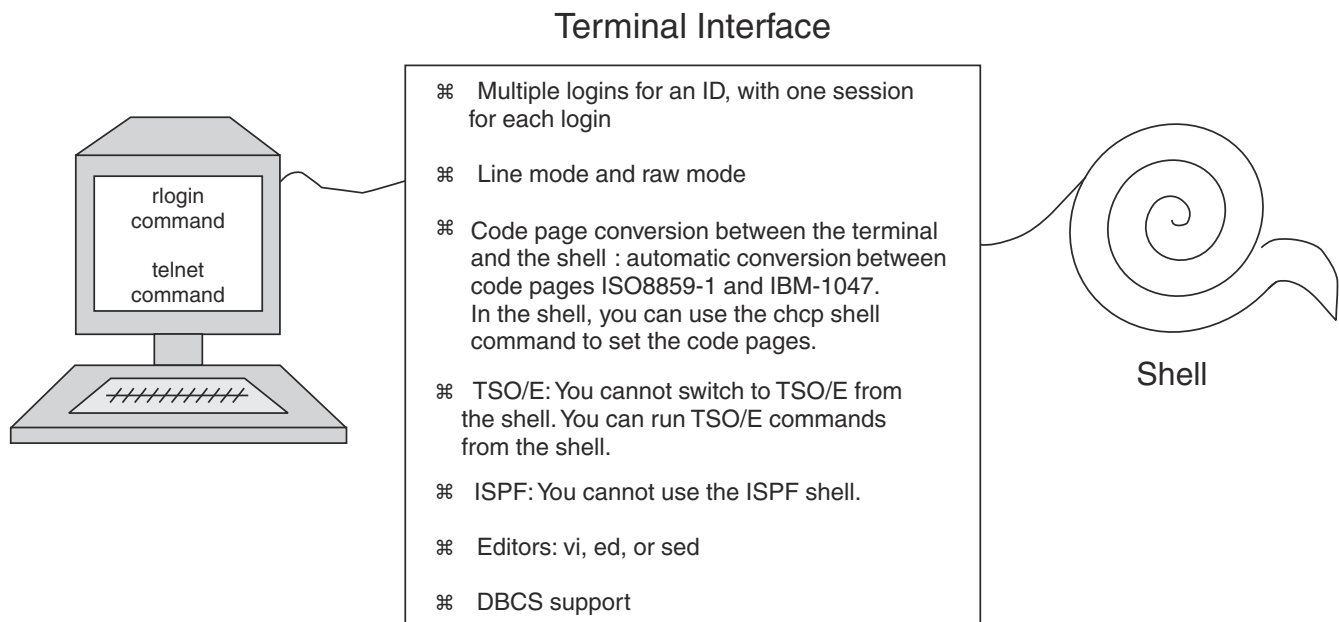 Terminal Interface
rlogin
command
telnet
command
⌘ Multiple logins for an ID, with one session
for each login
⌘ Line mode and raw mode
⌘ Code page conversion between the terminal
and the shell : automatic conversion between
code pages ISO8859-1 and IBM-1047.
In the shell, you can use the chcp shell
command to set the code pages.
⌘ TSO/E: You cannot switch to TSO/E from
the shell. You can run TSO/E commands
from the shell.
⌘ ISPF: You cannot use the ISPF shell.
⌘ Editors: vi, ed, or sed
⌘ DBCS support
Shell